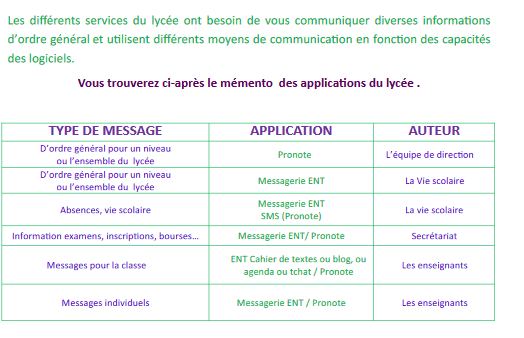 Les différents services du lycée ont besoin de vous communiquer diverses informations
d'ordre général et utilisent différents moyens de communication en fonction des capacités
des logiciels.
Vous trouverez ci-après le mémento des applications du lycée .
TYPE DE MESSAGE APPLICATION AUTEUR
D'ordre général pour un niveau
ou l'ensemble du lycée
Pronote
L'équipe de direction
D'ordre général pour un niveau
ou l'ensemble du lycée
Messagerie ENT
La Vie scolaire
Absences, vie scolaire
Messagerie ENT
SMS (Pronote)
La vie scolaire
Information examens, inscriptions, bourses... Messagerie ENT/ Pronote Secrétariat
Messages pour la classe
ENT Cahier de textes ou blog, ou
agenda ou tchat / Pronote
Les enseignants
Messages individuels Messagerie ENT / Pronote Les enseignants